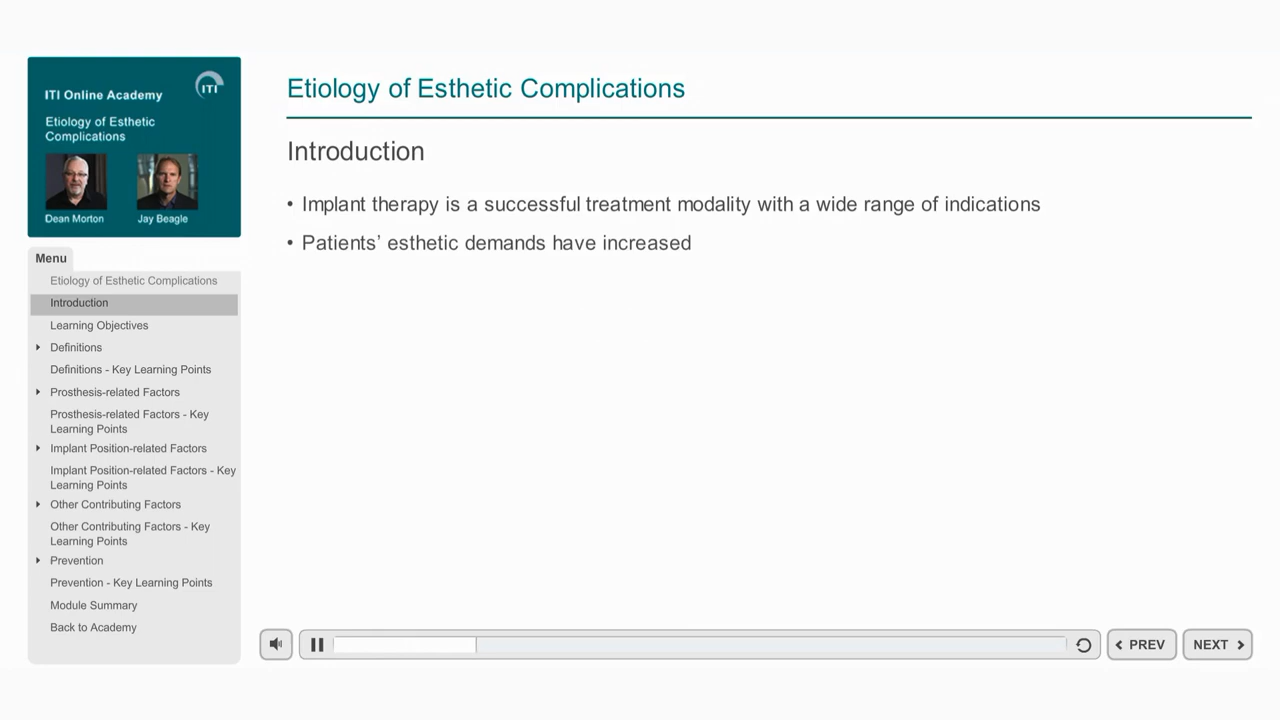 ITI Online Academy
ITI
Etiology of Esthetic
Complications
Dean Morton
Jay Beagle
Menu
Etiology of Esthetic Complications
Introduction
Learning Objectives
Definitions
Definitions - Key Learning Points
Prosthesis-related Factors
Prosthesis-related Factors - Key
Learning Points
Implant Position-related Factors
Implant Position-related Factors - Key
Learning Points
Other Contributing Factors
Other Contributing Factors - Key
Learning Points
Prevention
Prevention - Key Learning Points
Module Summary
Back to Academy
Etiology of Esthetic Complications
Introduction
• Implant therapy is a successful treatment modality with a wide range of indications
• Patients’ esthetic demands have increased
PREV
NEXT